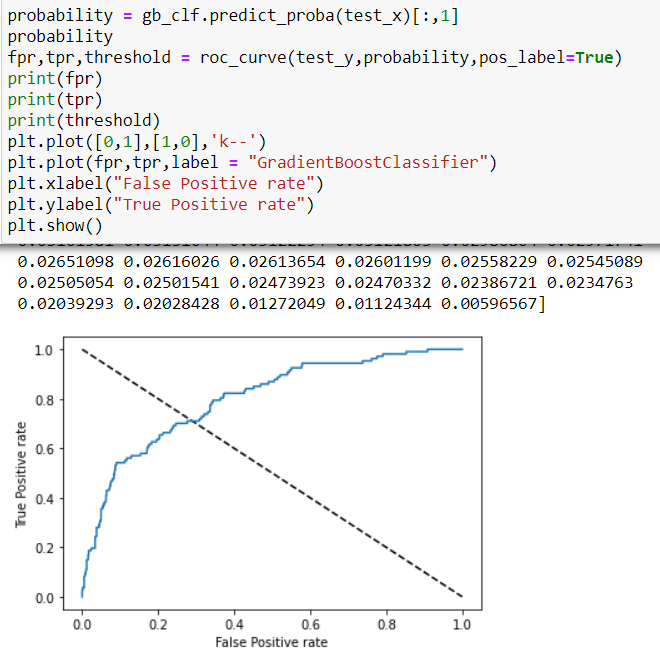 probability = gb_clf.predict_proba(test_x)[:,1]
probability
fpr,tpr,threshold = roc_curve(test_y,probability,pos_label=True)
print(fpr)
print(tpr)
print(threshold)
plt.plot([0,1],[1,0],'k--')
plt.plot(fpr,tpr,label = "GradientBoostClassifier")
plt.xlabel("False Positive rate")
plt.ylabel("True Positive rate")
plt.show()
0.02651098 0.02616026 0.02613654 0.02601199 0.02558229 0.02545089
0.02505054 0.02501541 0.02473923 0.02470332 0.02386721 0.0234763
0.02039293 0.02028428 0.01272049 0.01124344 0.00596567]
1.0
0.8
0.6
0.4
0.2
0.0
True Positive rate
0.0 0.2 0.4 0.6 0.8 1.0
False Positive rate